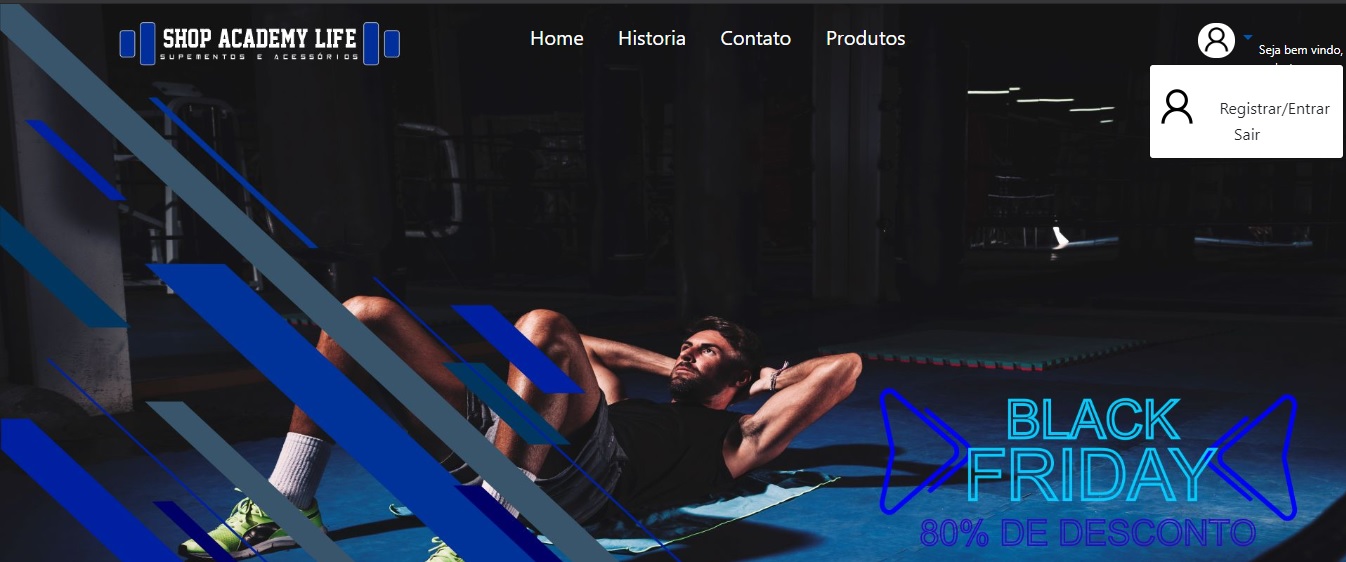 SHOP ACADEMY LIFE
SUPEMENTOS E ACESSÓRIOS
Home Historia Contato Produtos
Seja bem vindo,
Registrar/Entrar
Sair
BLACK
FRIDAY
80% DE DESCONTO